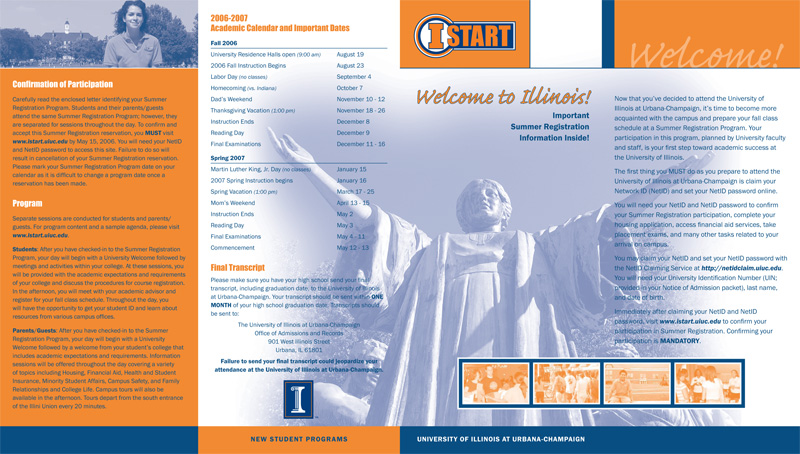 Confirmation of Participation
Carefully read the enclosed letter identifying your Summer
Registration Program. Students and their parents/guests
attend the same Summer Registration Program; however, they
are separated for sessions throughout the day. To confirm and
accept this Summer Registration reservation, you MUST visit
www.istart.uiuc.edu by May 15, 2006. You will need your NetID
and NetID password to access this site. Failure to do so will
result in cancellation of your Summer Registration reservation.
Please mark your Summer Registration Program date on your
calendar as it is difficult to change a program date once a
reservation has been made.
Program
Separate sessions are conducted for students and parents/
guests. For program content and a sample agenda, please visit
www.istart.uiuc.edu.
Students: After you have checked-in to the Summer Registration
Program, your day will begin with a University Welcome followed by
meetings and activities within your college. At these sessions, you
will be provided with the academic expectations and requirements
of your college and discuss the procedures for course registration.
In the afternoon, you will meet with your academic advisor and
register for your fall class schedule. Throughout the day, you
will have the opportunity to get your student ID and learn about
resources from various campus offices.
Parents/Guests: After you have checked-in to the Summer
Registration Program, your day will begin with a University
Welcome followed by a welcome from your student's college that
includes academic expectations and requirements. Information
sessions will be offered throughout the day covering a variety
of topics including Housing, Financial Aid, Health and Student
Insurance, Minority Student Affairs, Campus Safety, and Family
Relationships and College Life. Campus tours will also be
available in the afternoon. Tours depart from the south entrance
of the Illini Union every 20 minutes.
2006-2007
Academic Calendar and Important Dates
Fall 2006
University Residence Halls open (9:00 am) August 19
2006 Fall Instruction Begins August 23
Labor Day (no classes) September 4
Homecoming (vs. Indiana) October 7
Dad's Weekend November 10 - 12
Thanksgiving Vacation (1:00 pm) November 18 - 26
Instruction Ends December 8
Reading Day December 9
Final Examinations December 11 - 16
Spring 2007
Martin Luther King, Jr. Day (no classes) January 15
2007 Spring Instruction begins January 16
Spring Vacation (1:00 pm) March 17 - 25
Mom's Weekend April 13 - 15
Instruction Ends May 2
Reading Day May 3
Final Examinations May 4 - 11
Commencement May 12 - 13
Final Transcript
Please make sure you have your high school send your final
transcript, including graduation date, to the University of Illinois
at Urbana-Champaign. Your transcript should be sent within ONE
MONTH of your high school graduation date. Transcripts should
be sent to:
The University of Illinois at Urbana-Champaign
Office of Admissions and Records
901 West Illinois Street
Urbana, IL 61801
Failure to send your final transcript could jeopardize your
attendance at the University of Illinois at Urbana-Champaign.
I
NEW STUDENT PROGRAMS
ISTART
Welcome to Illinois!
Important
Summer Registration
Information Inside!
Welcome!
Now that you've decided to attend the University of
Illinois at Urbana-Champaign, it's time to become more
acquainted with the campus and prepare your fall class
schedule at a Summer Registration Program. Your
participation in this program, planned by University faculty
and staff, is your first step toward academic success at
the University of Illinois.
The first thing you MUST do as you prepare to attend the
University of Illinois at Urbana-Champaign is claim your
Network ID (NetID) and set your NetID password online.
You will need your NetID and NetID password to confirm
your Summer Registration participation, complete your
housing application, access financial aid services, take
placement exams, and many other tasks related to your
arrival on campus.
You may claim your NetID and set your NetID password with
the NetID Claiming Service at http://netidclaim.uiuc.edu.
You will need your University Identification Number (UIN;
provided in your Notice of Admission packet), last name,
and date of birth.
Immediately after claiming your NetID and NetID
password, visit www.istart.uiuc.edu to confirm your
participation in Summer Registration. Confirming your
participation is MANDATORY.
UNIVERSITY OF ILLINOIS AT URBANA-CHAMPAIGN